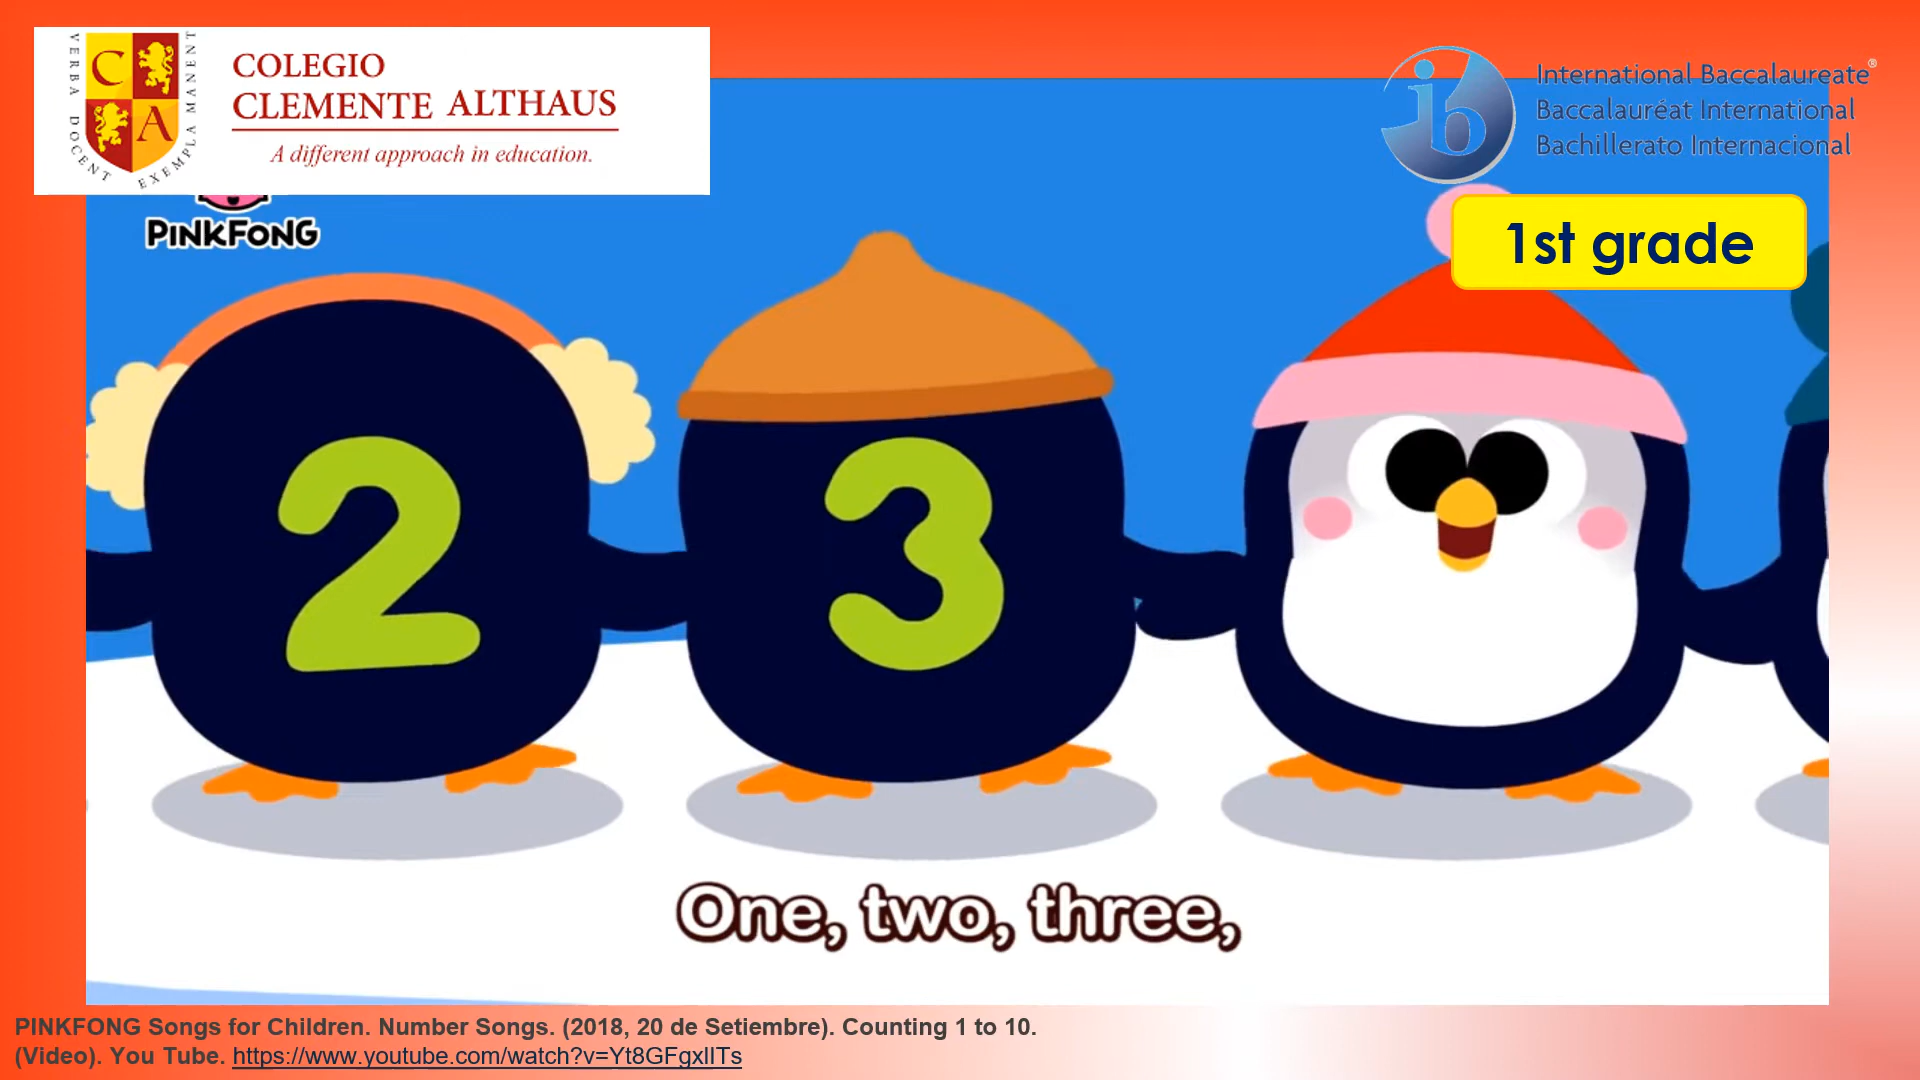 VERBA DOCENT EXEMPLA MANENT
C
A
COLEGIO
CLEMENTE ALTHAUS
A different approach in education.
ib
International Baccalaureate®
Baccalauréat International
Bachillerato Internacional
PINKFONG
1st grade
2
3
One, two, three,
PINKFONG Songs for Children. Number Songs. (2018, 20 de Setiembre). Counting 1 to 10.
(Video). You Tube. https://www.youtube.com/watch?v=Yt8GFgxlITs